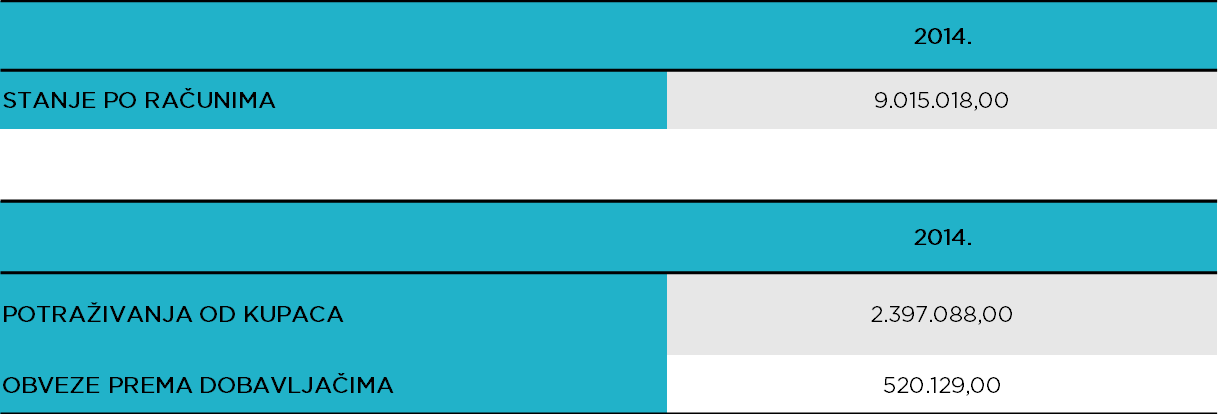 2014.
STANJE PO RAČUNIMA 9.015.018,00
2014.
POTRAŽIVANJA OD KUPACA 2.397.088,00
OBVEZE PREMA DOBAVLJAČIMA 520.129,00